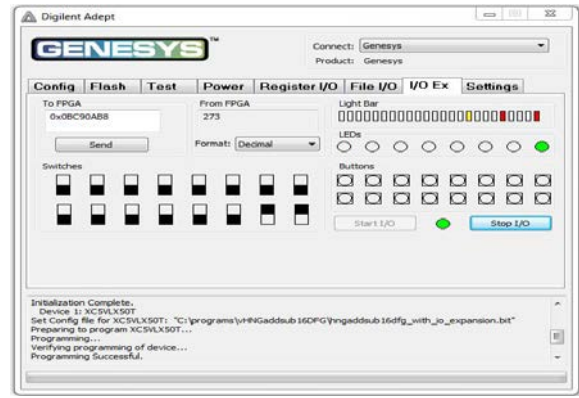 Digilent Adept
GENESYS™
Connect: Genesys
Product: Genesys
Config Flash Test Power Register I/O File I/O I/O Ex Settings
To FPGA
0x0BC90AB8
Send
From FPGA
273
Format: Decimal
Light Bar
LEDs
Switches
Buttons
Start I/O
Stop I/O
Initialization Complete.
Device 1: XC5VLX50T
Set Config file for XC5VLX50T: "C:\programs\vHNGaddsub16DFG\hngaddsub16dfg_with_io_expansion.bit"
Preparing to program XC5VLX50T...
Programming...
Verifying programming of device...
Programming Successful.